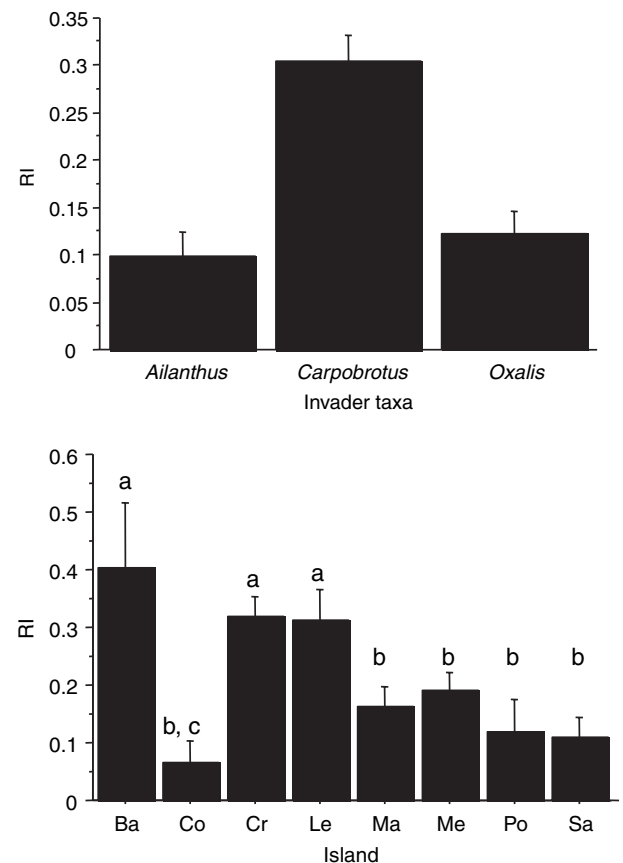 0.35
0.3
0.25
0.2
0.15
0.1
0.05
0
RI
Ailanthus Carpobrotus Oxalis
Invader taxa
0.6
0.5
0.4
0.3
0.2
0.1
0
RI
a
b, c
a
a
b
b
b
b
Ba Co Cr Le Ma Me Po Sa
Island